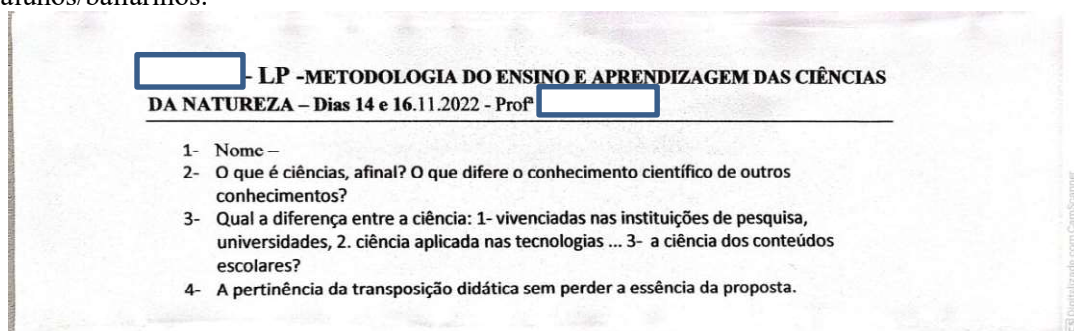 - LP -METODOLOGIA DO ENSINO E APRENDIZAGEM DAS CIÊNCIAS
DA NATUREZA – Dias 14 e 16.11.2022 - Profª
1- Nome –
2- O que é ciências, afinal? O que difere o conhecimento científico de outros
conhecimentos?
3- Qual a diferença entre a ciência: 1- vivenciadas nas instituições de pesquisa,
universidades, 2. ciência aplicada nas tecnologias ... 3- a ciência dos conteúdos
escolares?
4- A pertinência da transposição didática sem perder a essência da proposta.
Digitalizado com CamScanner